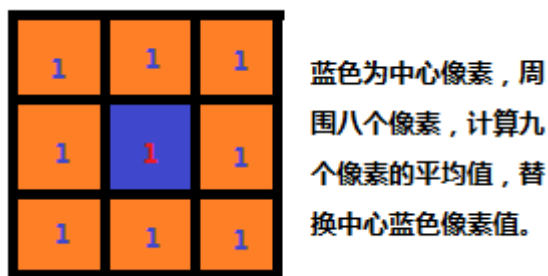 1 1 1
1 1 1
1 1 1
蓝色为中心像素，周
围八个像素，计算九
个像素的平均值，替
换中心蓝色像素值。